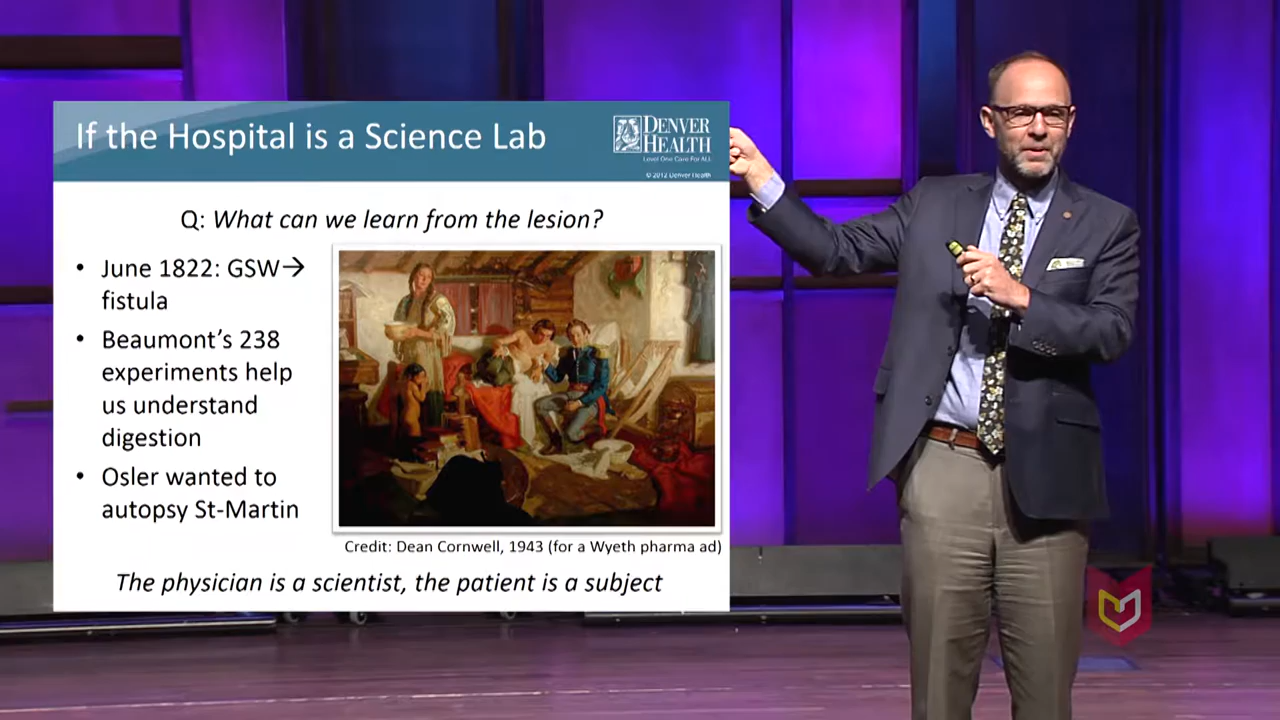 If the Hospital is a Science Lab
DENVER
HEALTH
Level One Care For ALL
© 2012 Denver Health
Q: What can we learn from the lesion?
• June 1822: GSW→
fistula
• Beaumont’s 238
experiments help
us understand
digestion
• Osler wanted to
autopsy St-Martin
Credit: Dean Cornwell, 1943 (for a Wyeth pharma ad)
The physician is a scientist, the patient is a subject